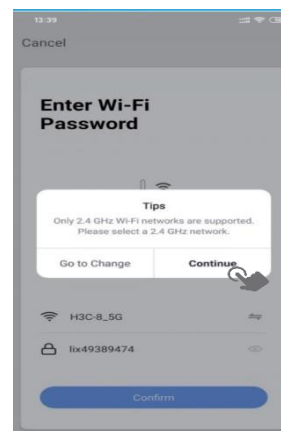 13:39
Cancel
Enter Wi-Fi
Password
Tips
Only 2.4 GHz Wi-Fi networks are supported.
Please select a 2.4 GHz network.
Go to Change Continue
H3C-8_5G
lix49389474
Confirm